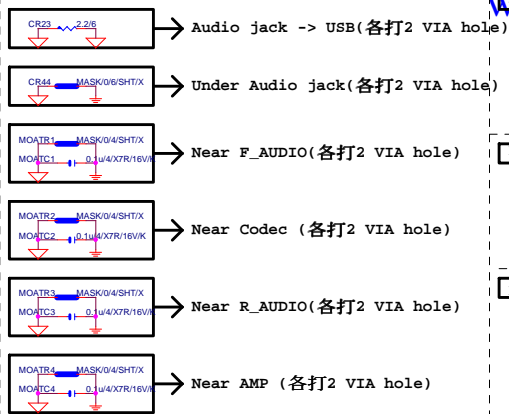 CR23 2.2/6
Audio jack -> USB(各打2 VIA hole)
CR44 MASK/0/6/SHT/X
Under Audio jack(各打2 VIA hole)
MOATR1 MASK/0/4/SHT/X
MOATC1 0.1u/4/X7R/16V/K
Near F_AUDIO(各打2 VIA hole)
MOATR2 MASK/0/4/SHT/X
MOATC2 0.1u/4/X7R/16V/K
Near Codec (各打2 VIA hole)
MOATR3 MASK/0/4/SHT/X
MOATC3 0.1u/4/X7R/16V/K
Near R_AUDIO(各打2 VIA hole)
MOATR4 MASK/0/4/SHT/X
MOATC4 0.1u/4/X7R/16V/K
Near AMP (各打2 VIA hole)